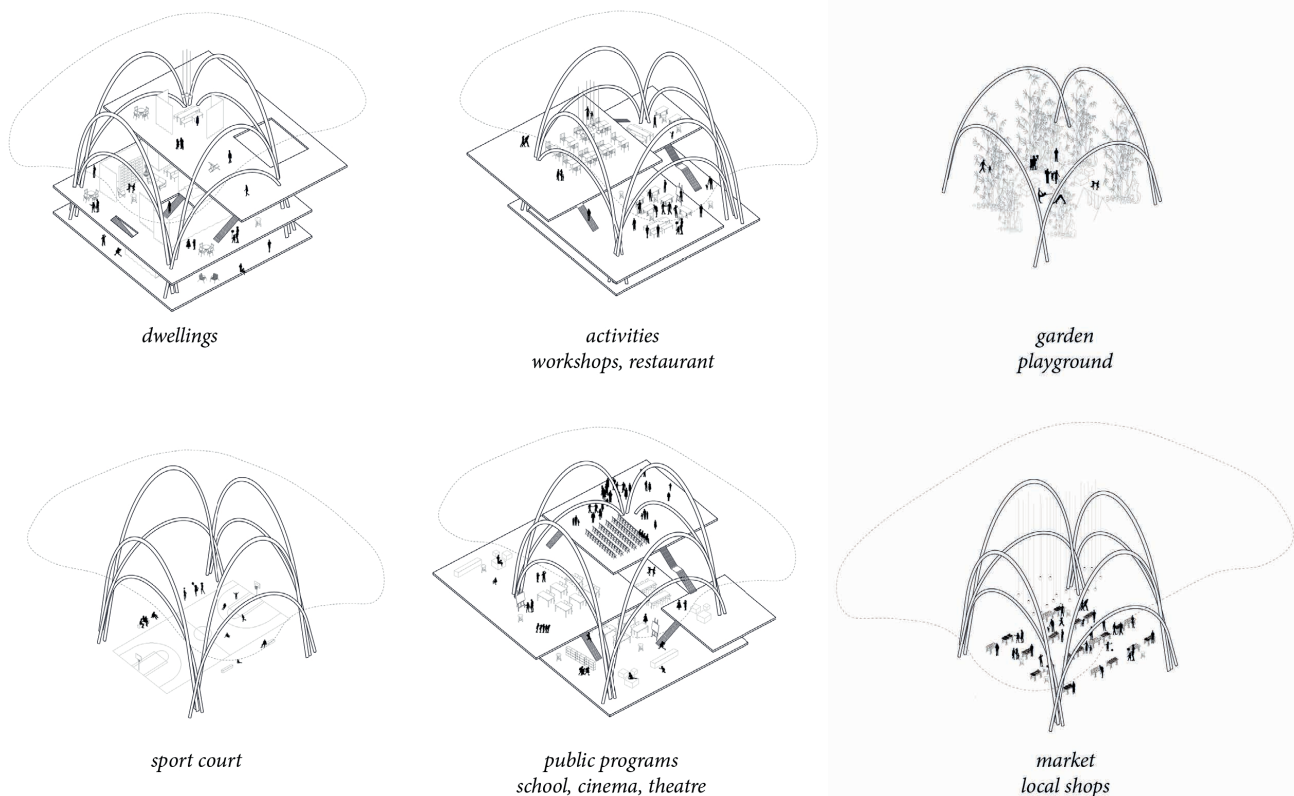 dwellings
activities
workshops, restaurant
garden
playground
sport court
public programs
school, cinema, theatre
market
local shops